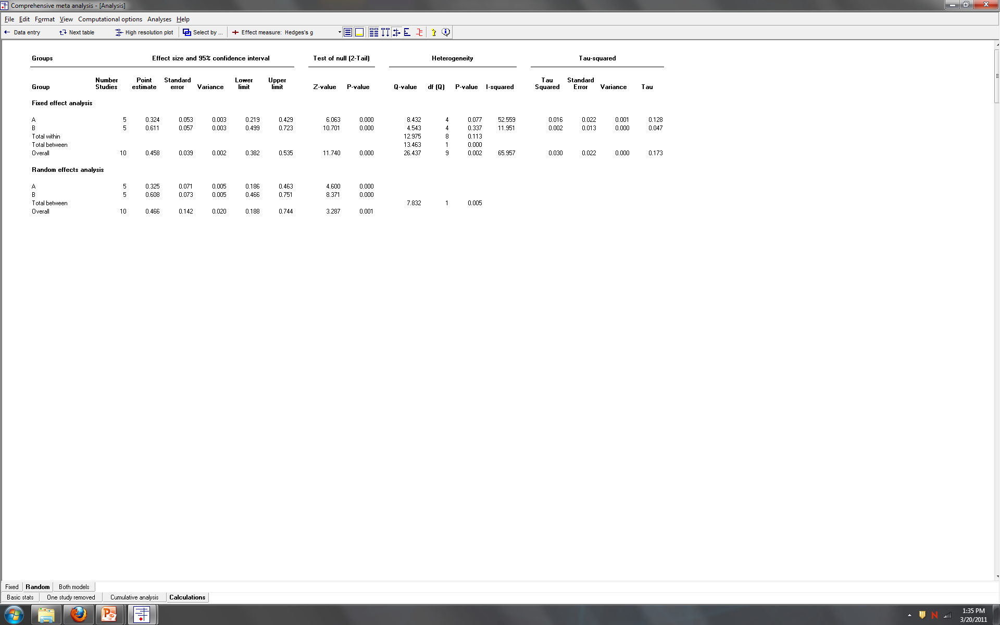 Comprehensive meta analysis - [Analysis]
File Edit Format View Computational options Analyses Help
Data entry Next table High resolution plot Select by ... Effect measure: Hedges's g
Groups Effect size and 95% confidence interval Test of null (2-Tail) Heterogeneity Tau-squared
Number Point Standard Lower Upper Tau Standard
Group Studies estimate error Variance limit limit Z-value P-value Q-value df (Q) P-value I-squared Squared Error Variance Tau
Fixed effect analysis
A 5 0.324 0.053 0.003 0.219 0.429 6.063 0.000 8.432 4 0.077 52.559 0.016 0.022 0.001 0.128
B 5 0.611 0.057 0.003 0.499 0.723 10.701 0.000 4.543 4 0.337 11.951 0.002 0.013 0.000 0.047
Total within 12.975 8 0.113
Total between 13.463 1 0.000
Overall 10 0.458 0.039 0.002 0.382 0.535 11.740 0.000 26.437 9 0.002 65.957 0.030 0.022 0.000 0.173
Random effects analysis
A 5 0.325 0.071 0.005 0.186 0.463 4.600 0.000
B 5 0.608 0.073 0.005 0.466 0.751 8.371 0.000
Total between 7.832 1 0.005
Overall 10 0.466 0.142 0.020 0.188 0.744 3.287 0.001
Fixed Random Both models
Basic stats One study removed Cumulative analysis Calculations
1:35 PM
3/20/2011